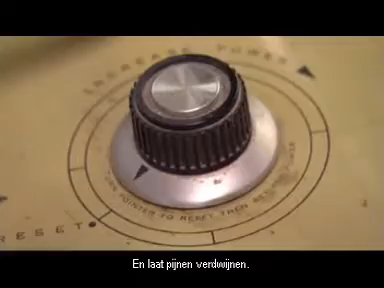 INCREASE POWER
TURN POINTER TO RESET THEN
RESET
En laat pijnen verdwijnen.